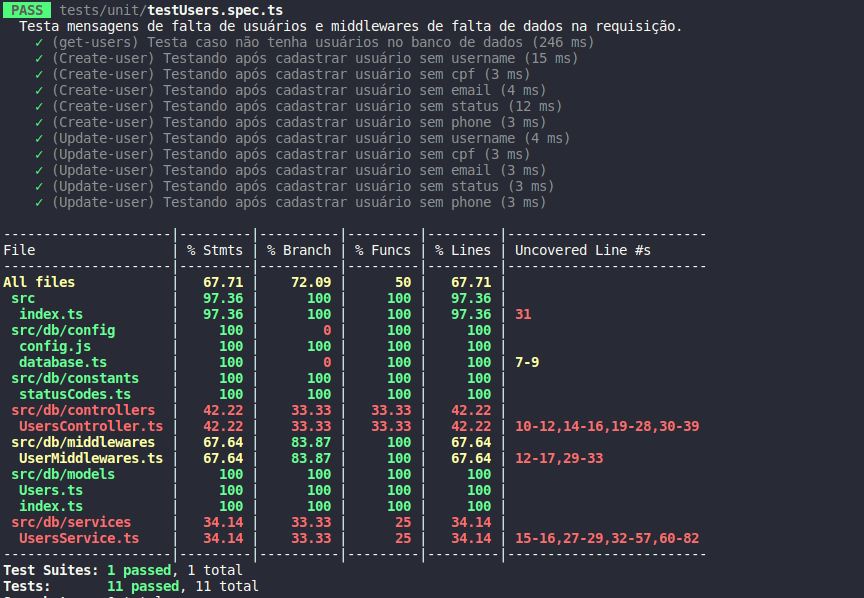 PASS tests/unit/testUsers.spec.ts
Testa mensagens de falta de usuários e middlewares de falta de dados na requisição.
✓ (get-users) Testa caso não tenha usuários no banco de dados (246 ms)
✓ (Create-user) Testando após cadastrar usuário sem username (15 ms)
✓ (Create-user) Testando após cadastrar usuário sem cpf (3 ms)
✓ (Create-user) Testando após cadastrar usuário sem email (4 ms)
✓ (Create-user) Testando após cadastrar usuário sem status (12 ms)
✓ (Create-user) Testando após cadastrar usuário sem phone (3 ms)
✓ (Update-user) Testando após cadastrar usuário sem username (4 ms)
✓ (Update-user) Testando após cadastrar usuário sem cpf (3 ms)
✓ (Update-user) Testando após cadastrar usuário sem email (3 ms)
✓ (Update-user) Testando após cadastrar usuário sem status (3 ms)
✓ (Update-user) Testando após cadastrar usuário sem phone (3 ms)
---------------------|---------|----------|---------|---------|-------------------------
File | % Stmts | % Branch | % Funcs | % Lines | Uncovered Line #s
---------------------|---------|----------|---------|---------|-------------------------
All files | 67.71 | 72.09 | 50 | 67.71 |
src | 97.36 | 100 | 100 | 97.36 |
index.ts | 97.36 | 100 | 100 | 97.36 | 31
src/db/config | 100 | 0 | 100 | 100 |
config.js | 100 | 100 | 100 | 100 |
database.ts | 100 | 0 | 100 | 100 | 7-9
src/db/constants | 100 | 100 | 100 | 100 |
statusCodes.ts | 100 | 100 | 100 | 100 |
src/db/controllers | 42.22 | 33.33 | 33.33 | 42.22 |
UsersController.ts | 42.22 | 33.33 | 33.33 | 42.22 | 10-12,14-16,19-28,30-39
src/db/middlewares | 67.64 | 83.87 | 100 | 67.64 |
UserMiddlewares.ts | 67.64 | 83.87 | 100 | 67.64 | 12-17,29-33
src/db/models | 100 | 100 | 100 | 100 |
Users.ts | 100 | 100 | 100 | 100 |
index.ts | 100 | 100 | 100 | 100 |
src/db/services | 34.14 | 33.33 | 25 | 34.14 |
UsersService.ts | 34.14 | 33.33 | 25 | 34.14 | 15-16,27-29,32-57,60-82
---------------------|---------|----------|---------|---------|-------------------------
Test Suites: 1 passed, 1 total
Tests: 11 passed, 11 total